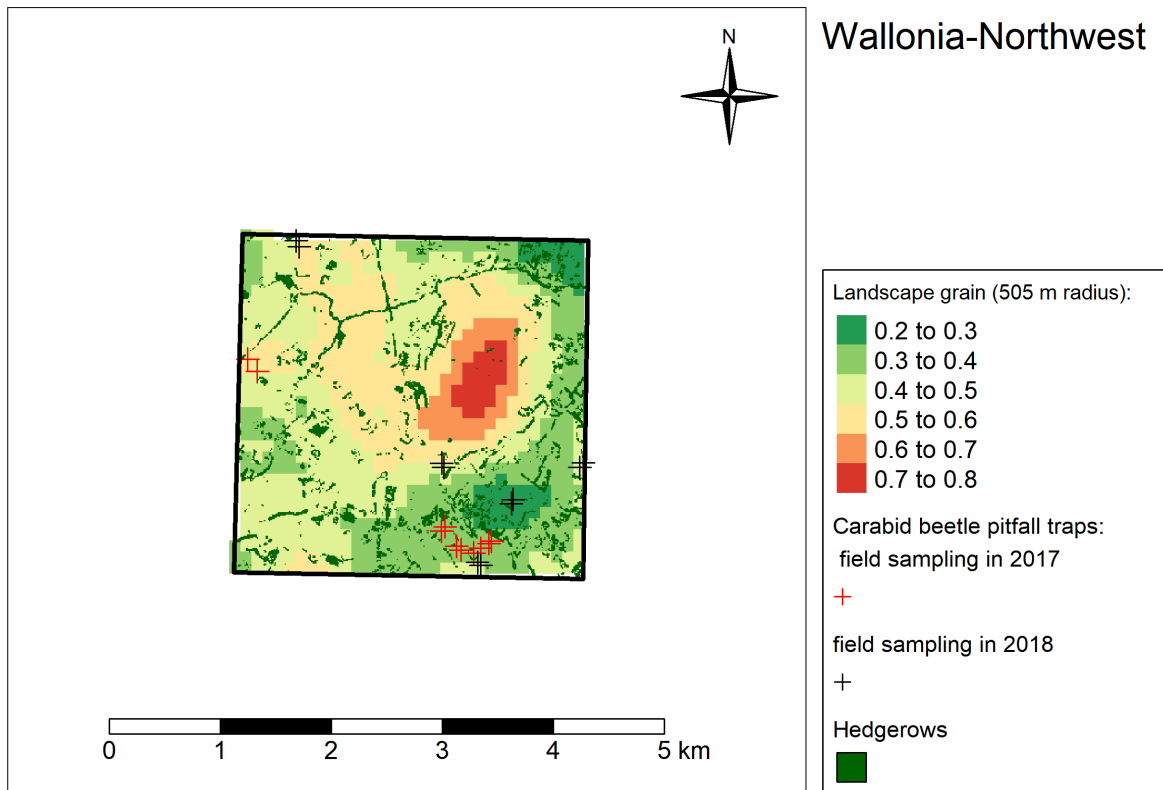 Wallonia-Northwest
N
Landscape grain (505 m radius):
0.2 to 0.3
0.3 to 0.4
0.4 to 0.5
0.5 to 0.6
0.6 to 0.7
0.7 to 0.8
Carabid beetle pitfall traps:
field sampling in 2017
field sampling in 2018
Hedgerows
0 1 2 3 4 5 km